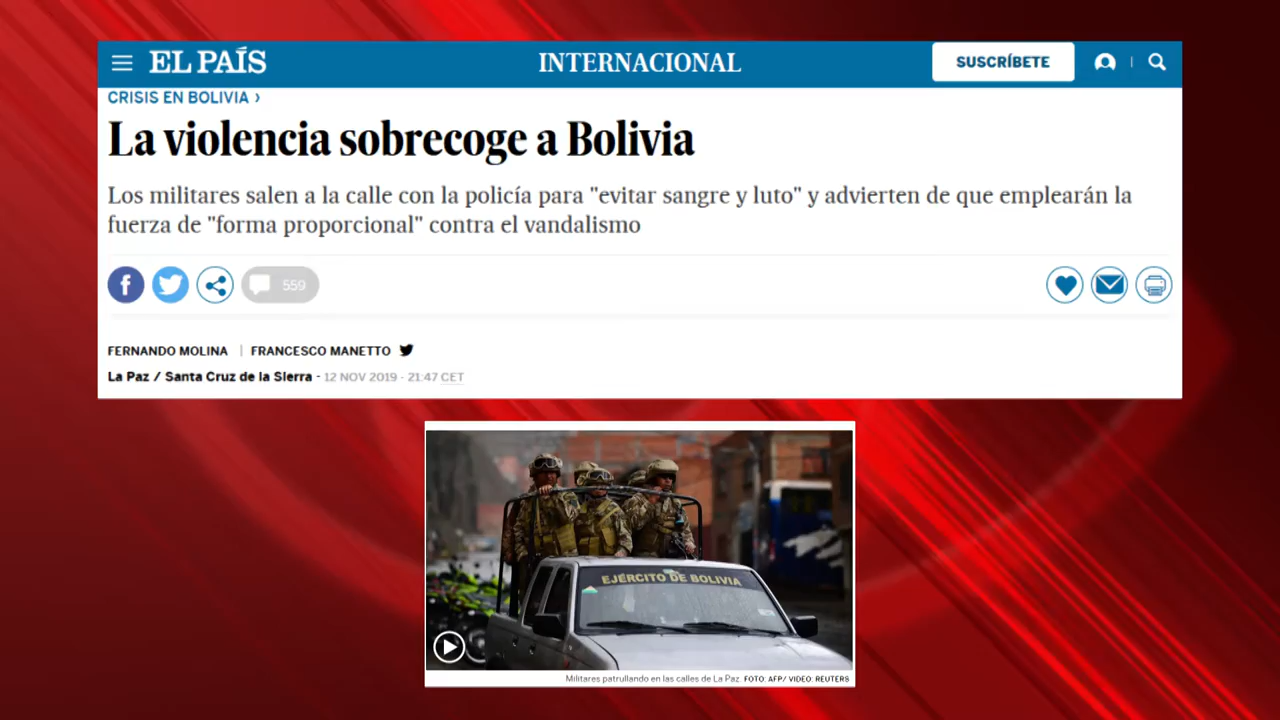 EL PAÍS
INTERNACIONAL
SUSCRÍBETE
CRISIS EN BOLIVIA ›
La violencia sobrecoge a Bolivia
Los militares salen a la calle con la policía para "evitar sangre y luto" y advierten de que emplearán la
fuerza de "forma proporcional" contra el vandalismo
559
FERNANDO MOLINA | FRANCESCO MANETTO
La Paz / Santa Cruz de la Sierra - 12 NOV 2019 - 21:47 CET
EJÉRCITO DE BOLIVIA
Militares patrullando en las calles de La Paz FOTO: AFP/ VIDEO: REUTERS